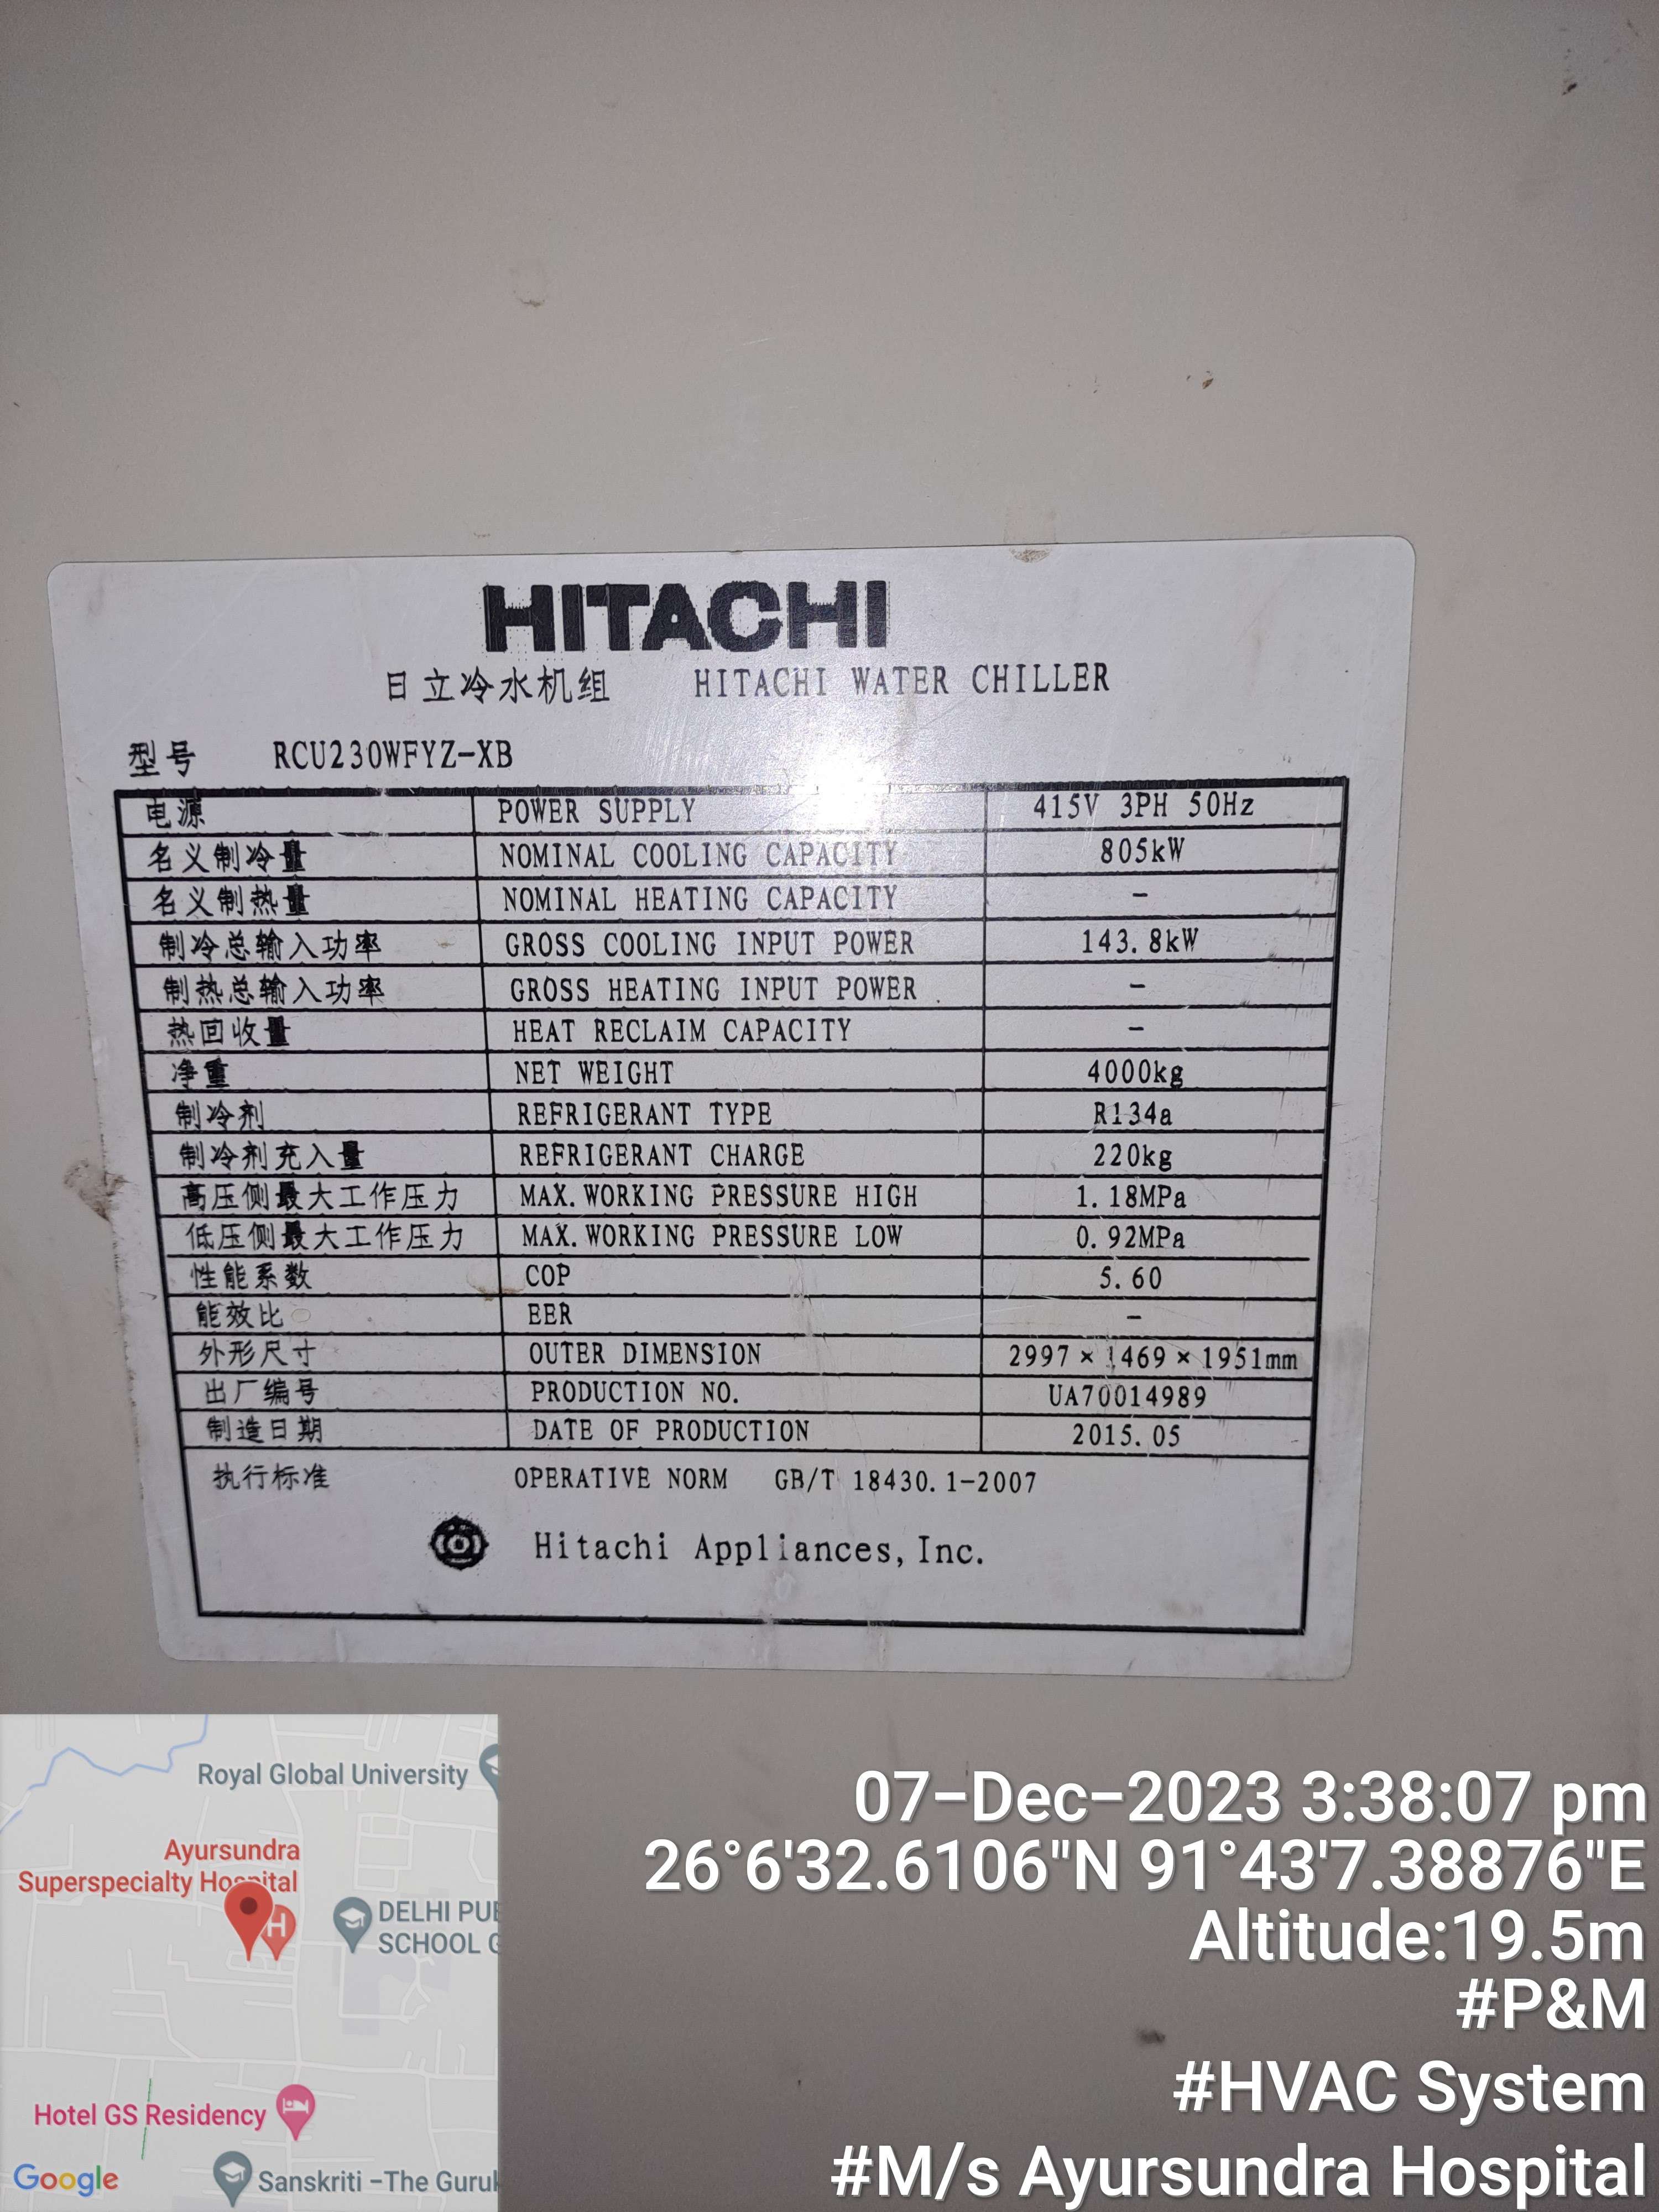 HITACHI
日立冷水机组 HITACHI WATER CHILLER
型号 RCU230WFYZ-XB
电源 POWER SUPPLY 415V 3PH 50Hz
名义制冷量 NOMINAL COOLING CAPACITY 805kW
名义制热量 NOMINAL HEATING CAPACITY -
制冷总输入功率 GROSS COOLING INPUT POWER 143.8kW
制热总输入功率 GROSS HEATING INPUT POWER -
热回收量 HEAT RECLAIM CAPACITY -
净重 NET WEIGHT 4000kg
制冷剂 REFRIGERANT TYPE R134a
制冷剂充入量 REFRIGERANT CHARGE 220kg
高压侧最大工作压力 MAX. WORKING PRESSURE HIGH 1.18MPa
低压侧最大工作压力 MAX. WORKING PRESSURE LOW 0.92MPa
性能系数 COP 5.60
能效比 EER -
外形尺寸 OUTER DIMENSION 2997×1469×1951mm
出厂编号 PRODUCTION NO. UA70014989
制造日期 DATE OF PRODUCTION 2015.05
执行标准 OPERATIVE NORM GB/T 18430.1-2007
Hitachi Appliances, Inc.
Royal Global University
Ayursundra
Superspecialty Hospital
H
DELHI PUB
SCHOOL G
Hotel GS Residency
Google
Sanskriti -The Guruk
07-Dec-2023 3:38:07 pm
26°6'32.6106"N 91°43'7.38876"E
Altitude:19.5m
#P&M
#HVAC System
#M/s Ayursundra Hospital